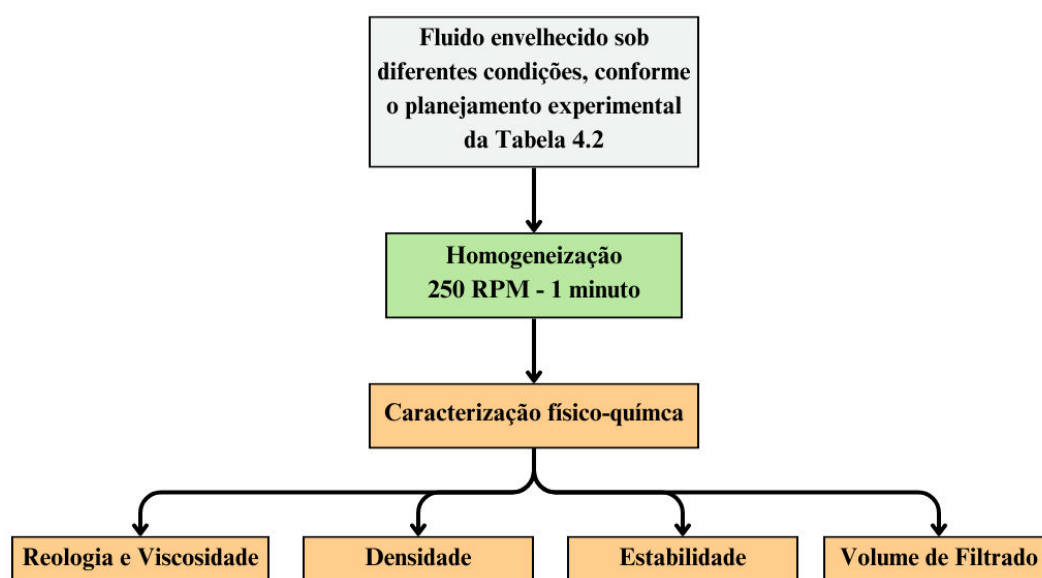 Fluido envelhecido sob
diferentes condições, conforme
o planejamento experimental
da Tabela 4.2
Homogeneização
250 RPM - 1 minuto
Caracterização físico-químca
Reologia e Viscosidade
Densidade
Estabilidade
Volume de Filtrado